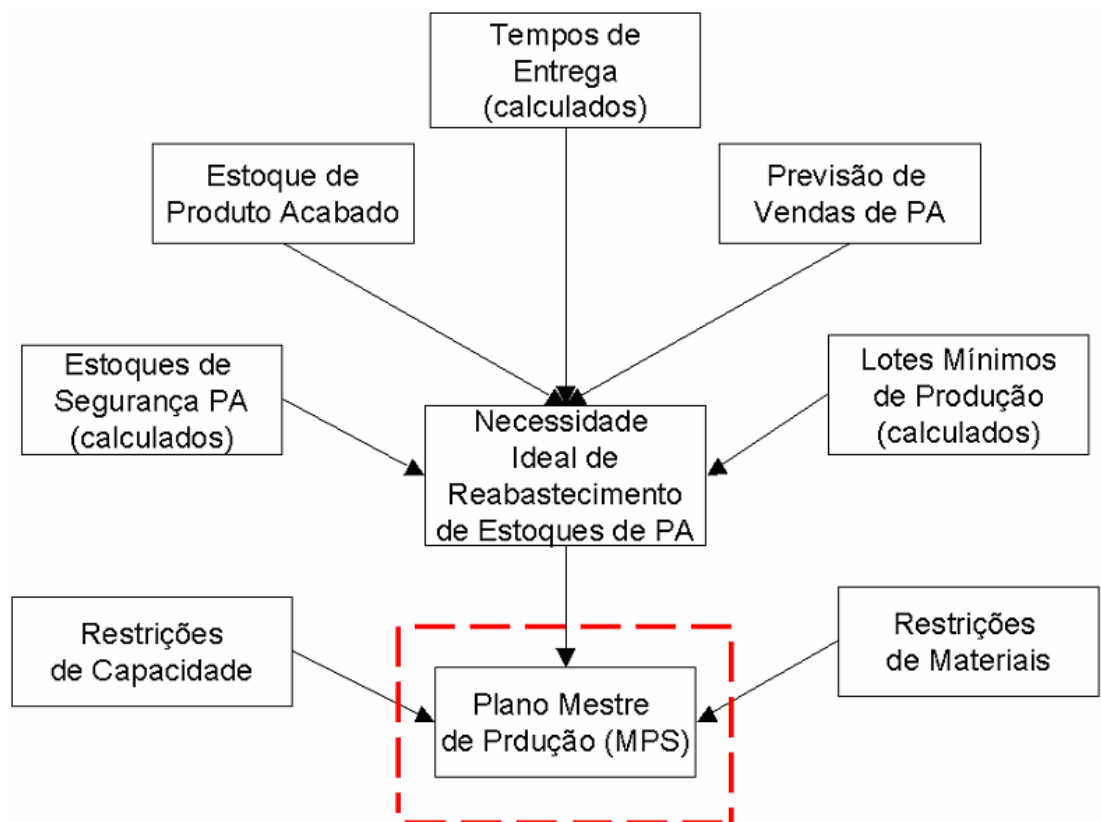 Tempos de
Entrega
(calculados)
Estoque de
Produto Acabado
Previsão de
Vendas de PA
Estoques de
Segurança PA
(calculados)
Lotes Mínimos
de Produção
(calculados)
Necessidade
Ideal de
Reabastecimento
de Estoques de PA
Restrições
de Capacidade
Restrições
de Materiais
Plano Mestre
de Prdução (MPS)